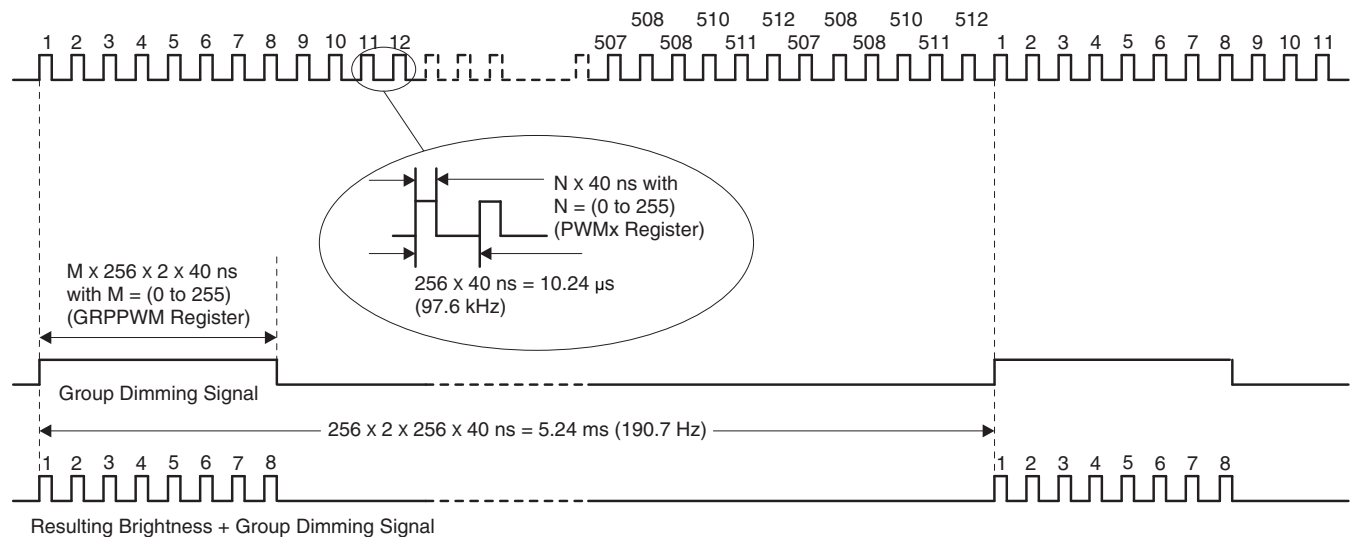 508 510 512 508 510 512
1 2 3 4 5 6 7 8 9 10 11 12 507 508 511 507 508 511 1 2 3 4 5 6 7 8 9 10 11
N x 40 ns with
N = (0 to 255)
(PWMx Register)
256 x 40 ns = 10.24 µs
(97.6 kHz)
M x 256 x 2 x 40 ns
with M = (0 to 255)
(GRPPWM Register)
Group Dimming Signal
256 x 2 x 256 x 40 ns = 5.24 ms (190.7 Hz)
1 2 3 4 5 6 7 8 1 2 3 4 5 6 7 8
Resulting Brightness + Group Dimming Signal